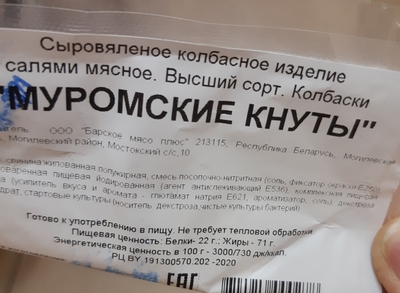 Сыровяленое колбасное изделие
салями мясное. Высший сорт. Колбаски
"МУРОМСКИЕ КНУТЫ"
ООО "Барское мясо плюс" 213115, Республика Беларусь, Могилевская
Могилевский район, Мостокский с/с,10
свинина жилованная полужирная, смесь посолочно-нитритная (соль, фиксатор окраски Е250)
пищевая йодированная (агент антислеживающий Е536), комплексная пищевая
(усилитель вкуса и аромата - глютамат натрия Е621, ароматизатор, соль), декстроза
стартовые культуры (носитель декстроза,чистые культуры бактерий)
Готово к употреблению в пищу. Не требует тепловой обработки
Пищевая ценность: Белки- 22 г.; Жиры - 71 г.
Энергетическая ценность в 100 г - 3000/730 дж/ккал.
РЦ BY 191300570.202 -2020
ЕАС